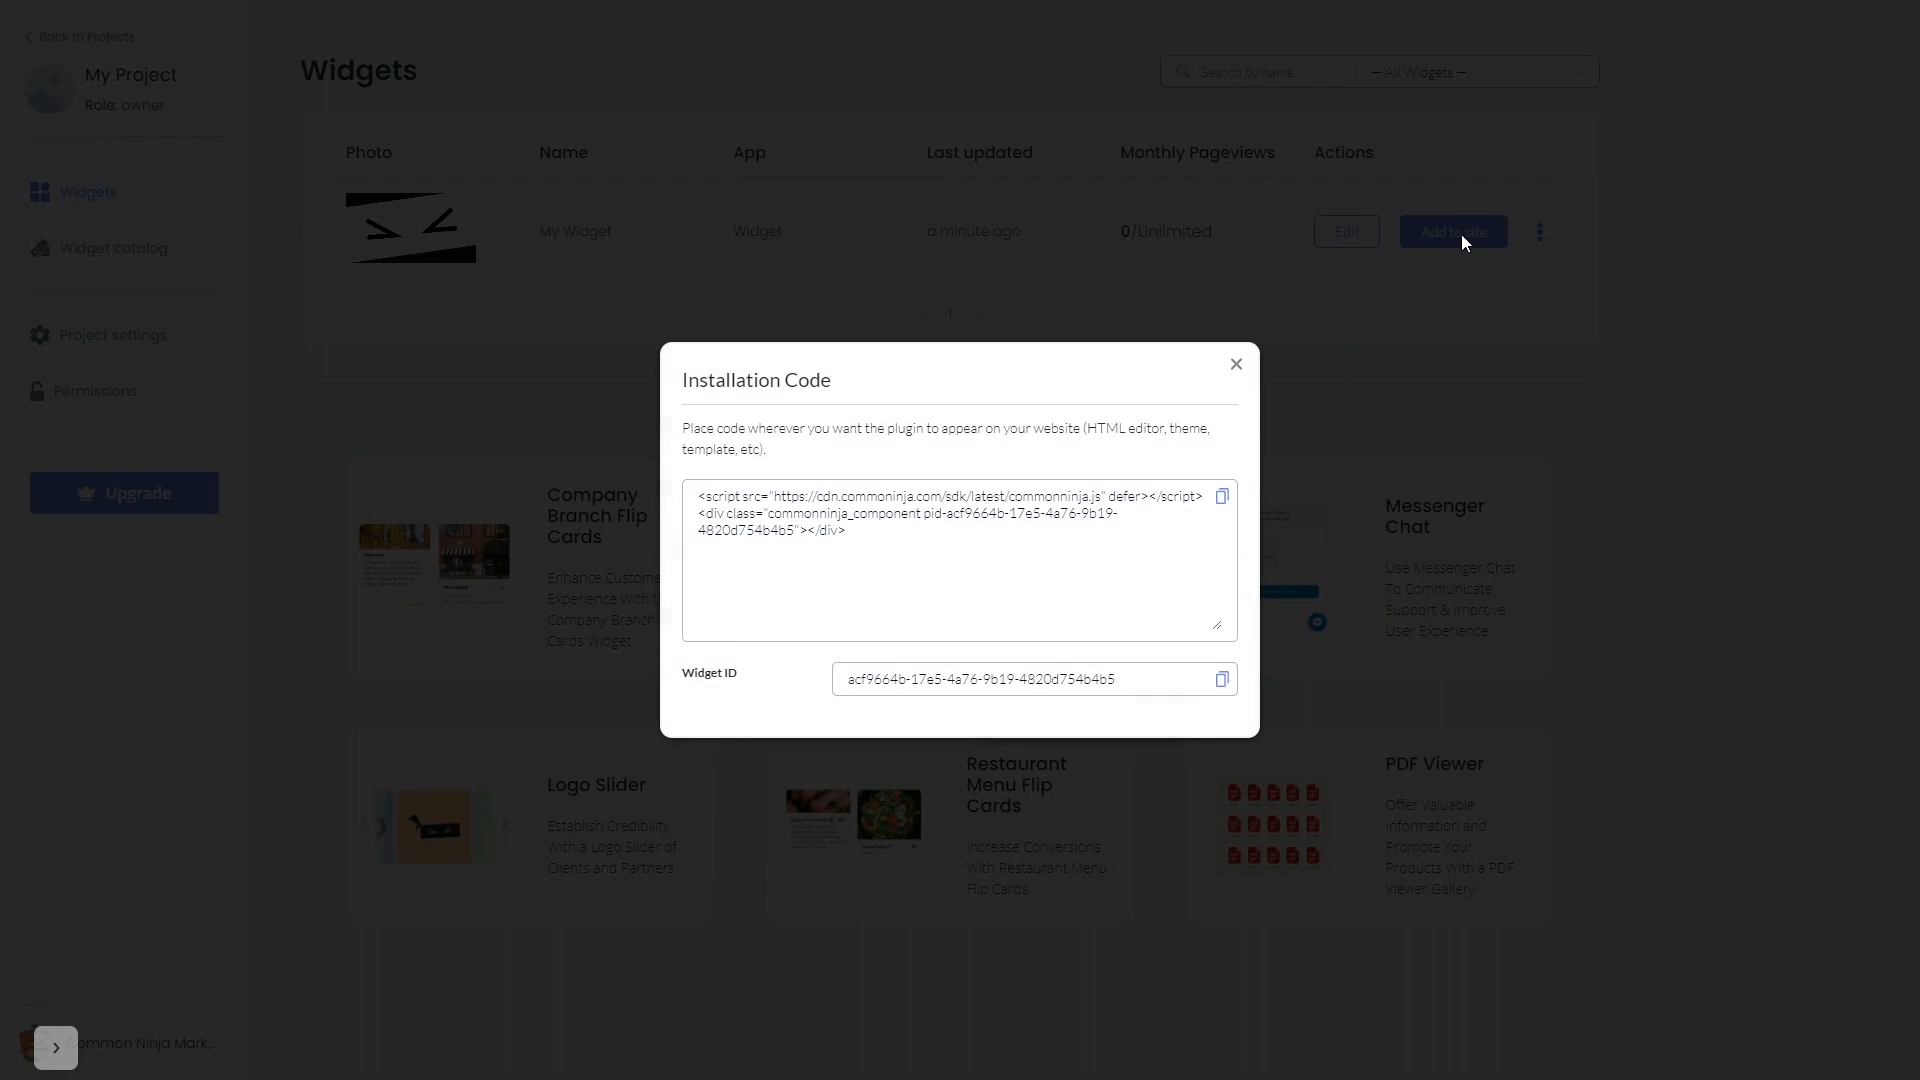 Back to Projects
My Project
Role: owner
Widgets
Widget catalog
Project settings
Permissions
Upgrade
Widgets
Search by name...
— All Widgets —
Photo
Name
App
Last updated
Monthly Pageviews
Actions
My Widget
Widget
a minute ago
0/Unlimited
Edit
Add to site
1
Installation Code
Place code wherever you want the plugin to appear on your website (HTML editor, theme,
template, etc).
<script src="https://cdn.commoninja.com/sdk/latest/commonninja.js" defer></script>
<div class="commonninja_component pid-acf9664b-17e5-4a76-9b19-
4820d754b4b5"></div>
Widget ID
acf9664b-17e5-4a76-9b19-4820d754b4b5
Company
Branch Flip
Cards
Enhance Custome
Experience With
Company Branch
Cards Widget
Messenger
Chat
Use Messenger Chat
To Communicate,
Support & Improve
User Experience
Logo Slider
Establish Credibility
With a Logo Slider of
Clients and Partners
Restaurant
Menu Flip
Cards
Increase Conversions
With Restaurant Menu
Flip Cards
PDF Viewer
Offer Valuable
Information and
Promote Your
Products With a PDF
Viewer Gallery
ommon Ninja Mark...